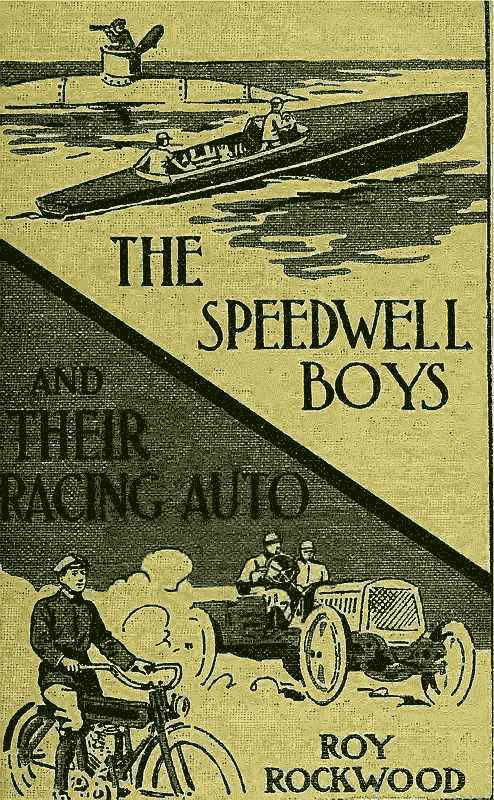 THE
SPEEDWELL
BOYS
AND
THEIR
RACING AUTO
ROY
ROCKWOOD